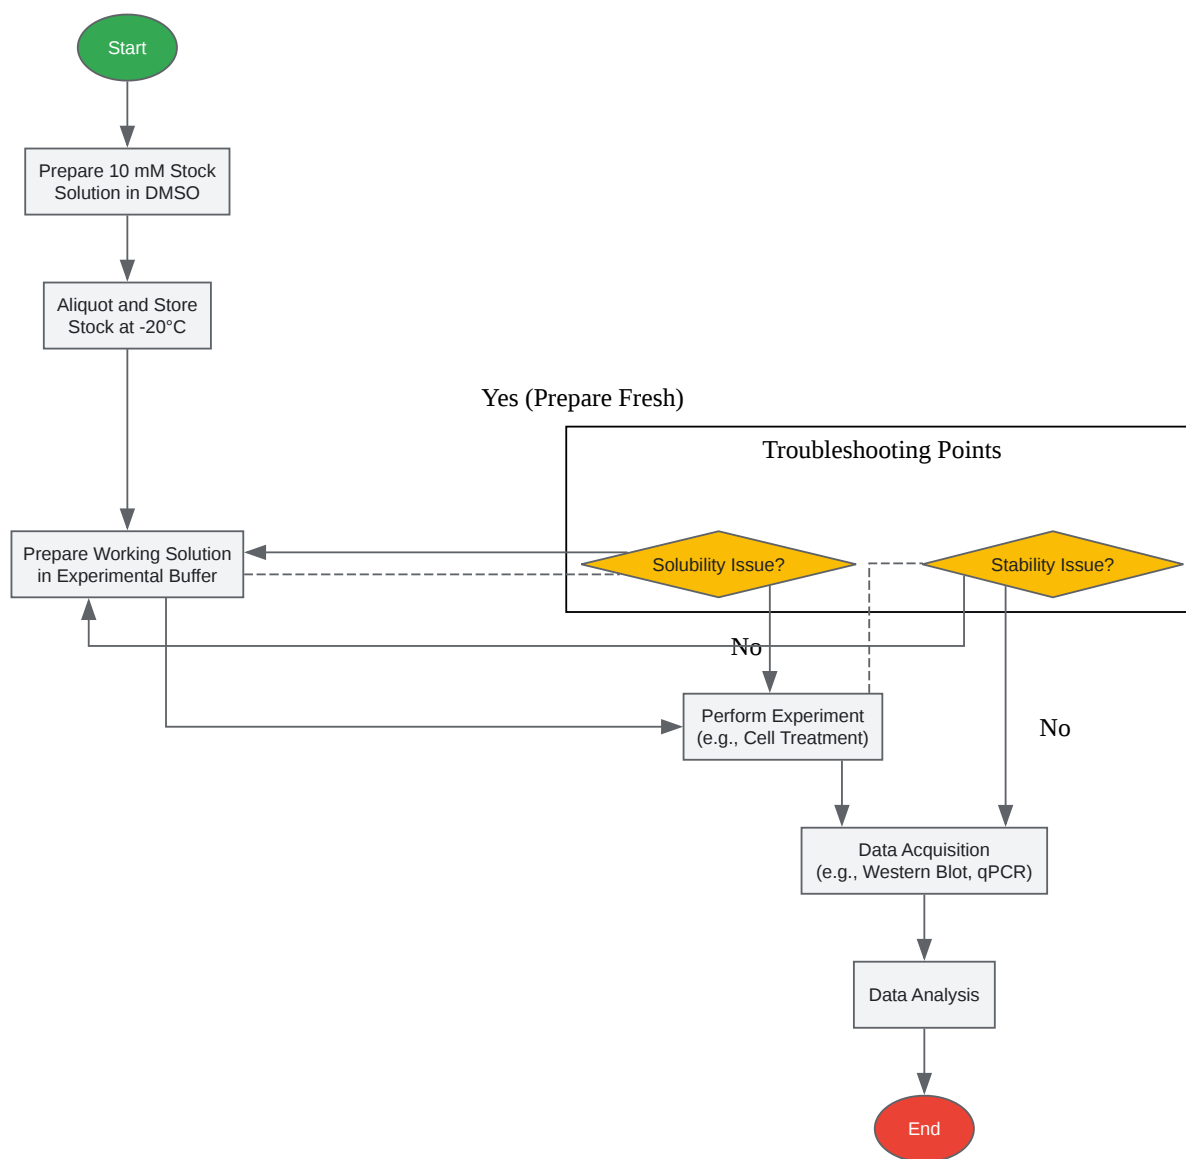 Start
Prepare 10 mM Stock
Solution in DMSO
Aliquot and Store
Stock at -20°C
Yes (Prepare Fresh)
Troubleshooting Points
Prepare Working Solution
in Experimental Buffer
Solubility Issue?
Stability Issue?
No
Perform Experiment
(e.g., Cell Treatment)
No
Data Acquisition
(e.g., Western Blot, qPCR)
Data Analysis
End